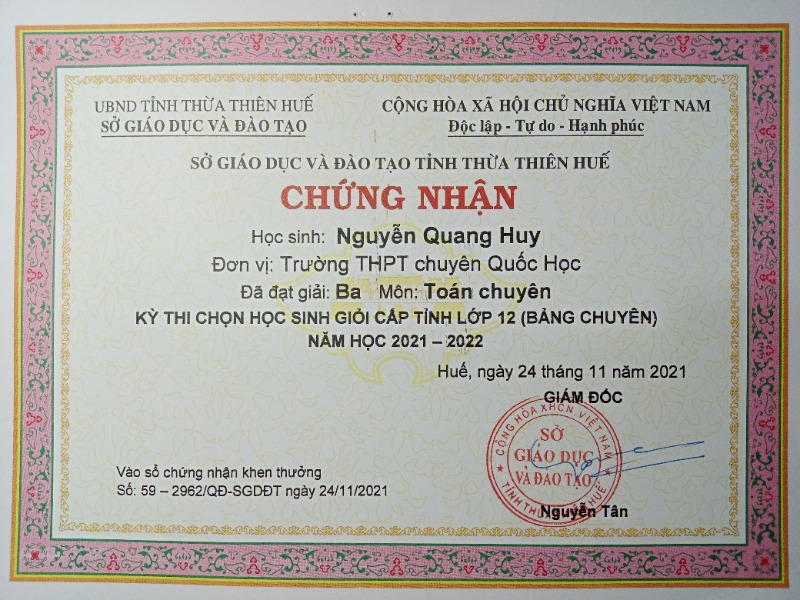 UBND TỈNH THỪA THIÊN HUẾ
SỞ GIÁO DỤC VÀ ĐÀO TẠO
CỘNG HÒA XÃ HỘI CHỦ NGHĨA VIỆT NAM
Độc lập - Tự do - Hạnh phúc
SỞ GIÁO DỤC VÀ ĐÀO TẠO TỈNH THỪA THIÊN HUẾ
CHỨNG NHẬN
Học sinh: Nguyễn Quang Huy
Đơn vị: Trường THPT chuyên Quốc Học
Đã đạt giải: Ba Môn: Toán chuyên
KỲ THI CHỌN HỌC SINH GIỎI CẤP TỈNH LỚP 12 (BẢNG CHUYÊN)
NĂM HỌC 2021 – 2022
Huế, ngày 24 tháng 11 năm 2021
GIÁM ĐỐC
CỘNG HÒA XHCN VIỆT NAM
SỞ
GIÁO DỤC
VÀ ĐÀO TẠO
TỈNH HUẾ
Nguyễn Tân
Vào sổ chứng nhận khen thưởng
Số: 59 – 2962/QĐ-SGDĐT ngày 24/11/2021